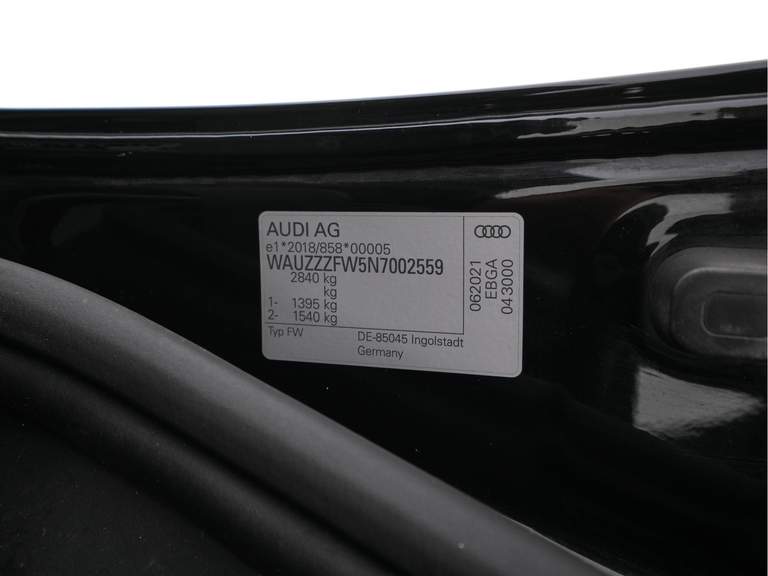 AUDI AG
e1*2018/858*00005
WAUZZZFW5N7002559
2840 kg
kg
1- 1395 kg
2- 1540 kg
Typ FW
DE-85045 Ingolstadt
Germany
062021
EBGA
043000